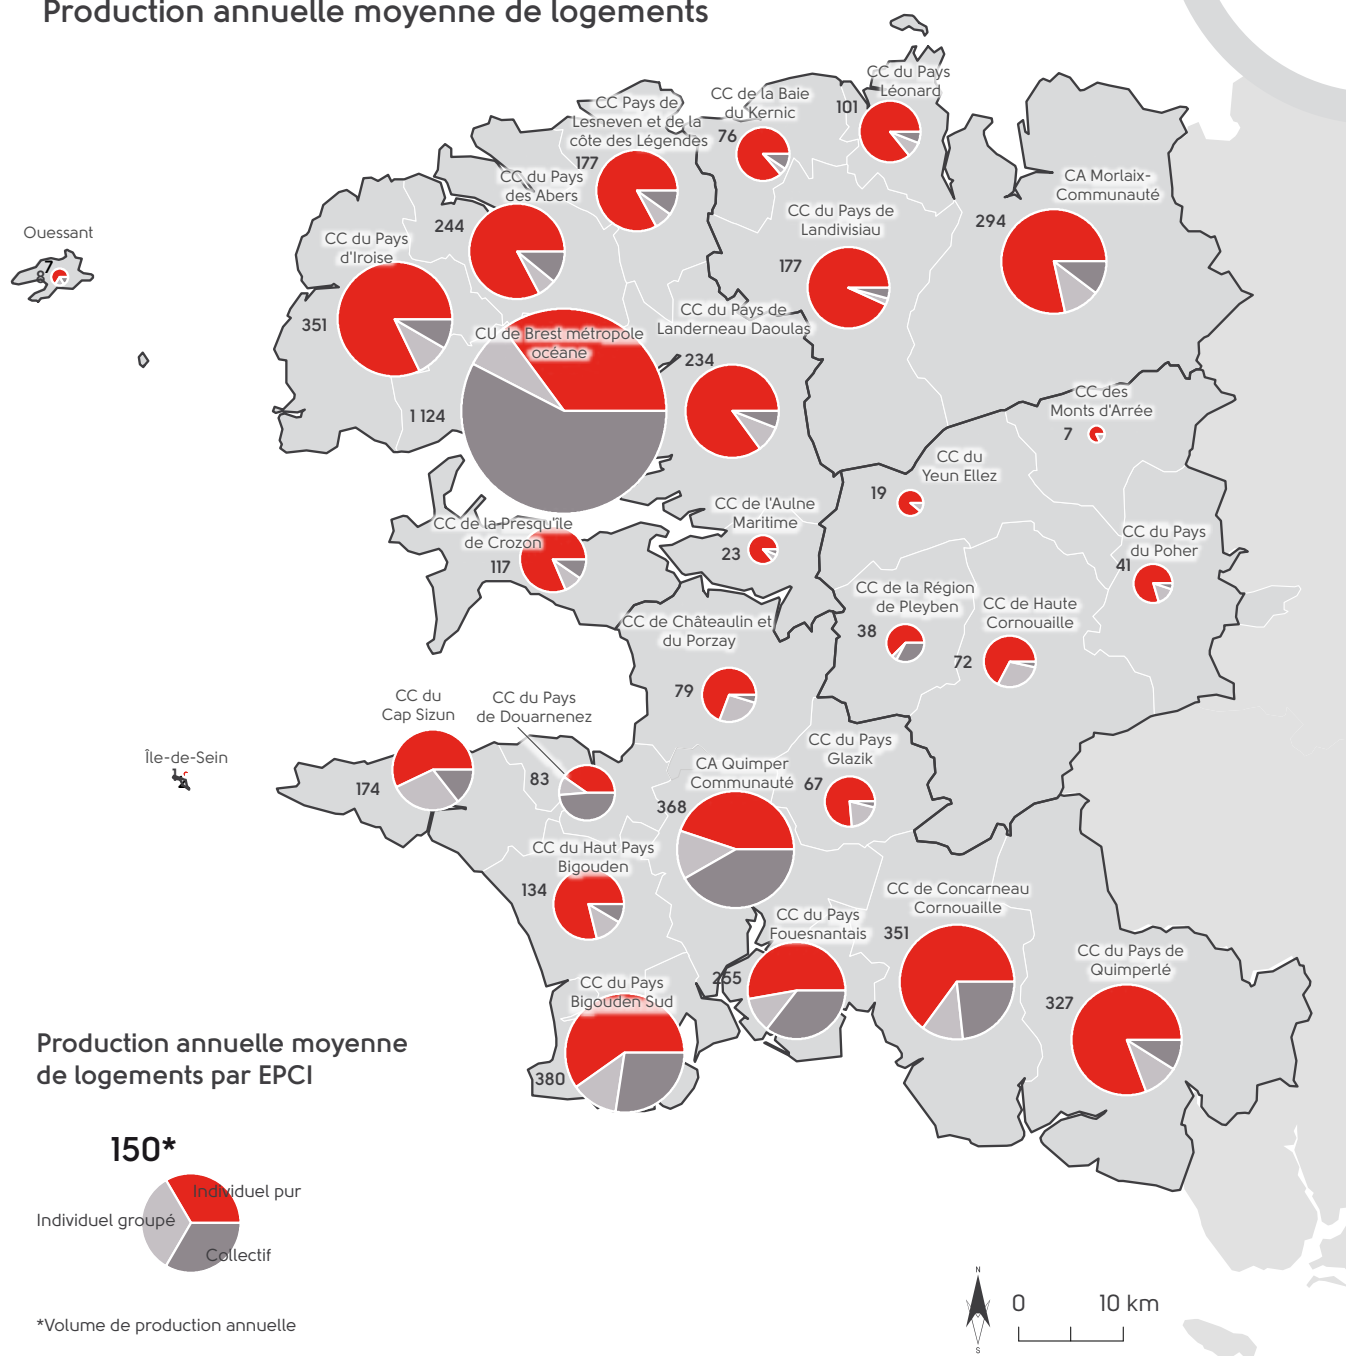 Production annuelle moyenne de logements
CC du Pays
Léonard
101
CC de la Baie
du Kernic
76
CC Pays de
Lesneven et de la
côte des Légendes
177
CC du Pays
des Abers
244
CA Morlaix-
Communauté
294
CC du Pays de
Landivisiau
177
Ouessant
7
8
CC du Pays
d'Iroise
351
CC du Pays de
Landerneau Daoulas
234
CU de Brest métropole
océane
1 124
CC des
Monts d'Arrée
7
CC du
Yeun Ellez
19
CC de l'Aulne
Maritime
23
CC de la Presqu'île
de Crozon
117
CC du Pays
du Poher
41
CC de la Région
de Pleyben
38
CC de Haute
Cornouaille
72
CC de Châteaulin et
du Porzay
79
CC du
Cap Sizun
174
CC du Pays
de Douarnenez
83
Île-de-Sein
CA Quimper
Communauté
368
CC du Pays
Glazik
67
CC du Haut Pays
Bigouden
134
CC de Concarneau
Cornouaille
351
CC du Pays
Fouesnantais
255
CC du Pays de
Quimperlé
327
CC du Pays
Bigouden Sud
380
Production annuelle moyenne
de logements par EPCI
150*
Individuel pur
Individuel groupé
Collectif
*Volume de production annuelle
N
S
0 10 km